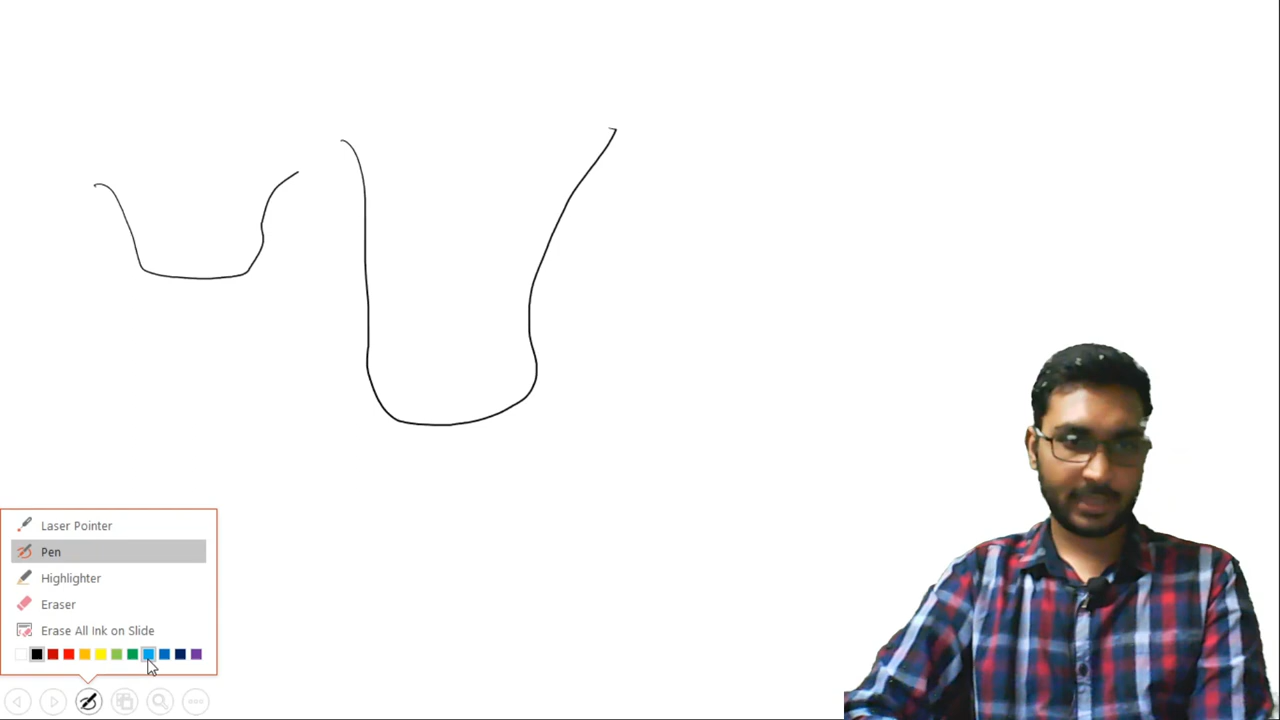 Laser Pointer
Pen
Highlighter
Eraser
Erase All Ink on Slide